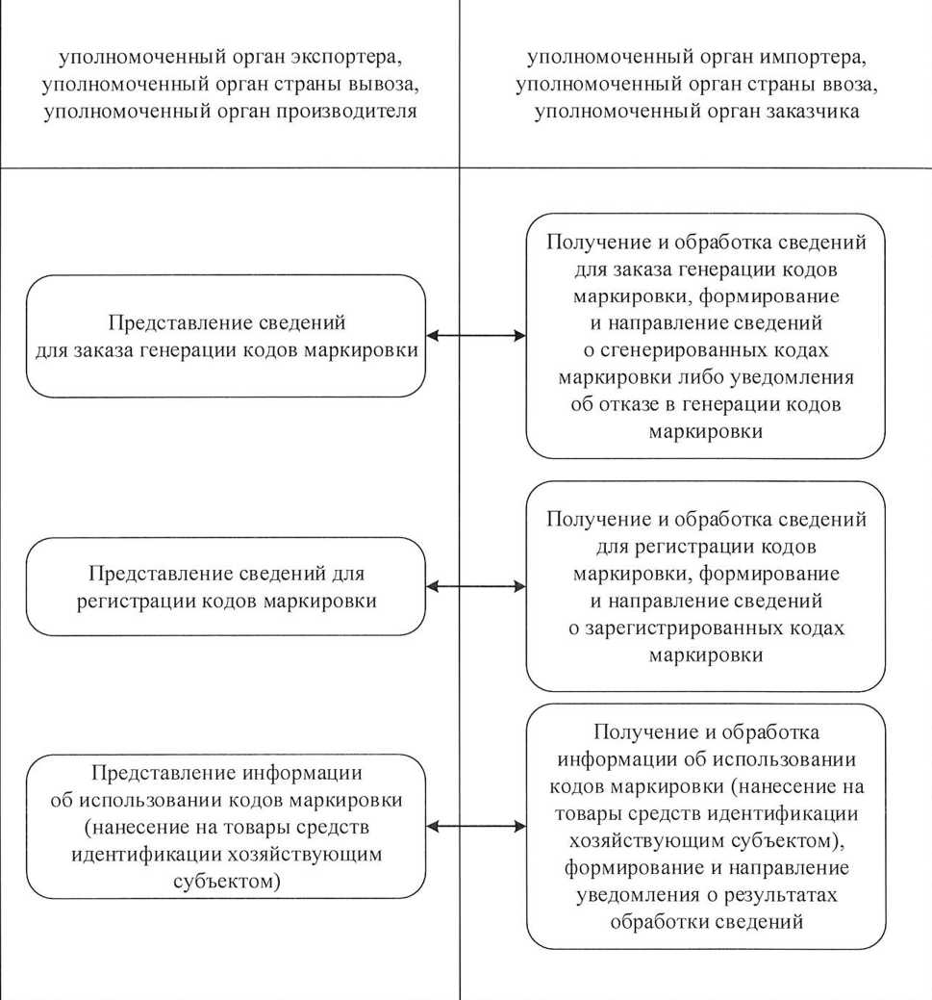 уполномоченный орган экспортера,
уполномоченный орган страны вывоза,
уполномоченный орган производителя
уполномоченный орган импортера,
уполномоченный орган страны ввоза,
уполномоченный орган заказчика
Представление сведений
для заказа генерации кодов маркировки
Получение и обработка сведений
для заказа генерации кодов
маркировки, формирование
и направление сведений
о сгенерированных кодах
маркировки либо уведомления
об отказе в генерации кодов
маркировки
Представление сведений для
регистрации кодов маркировки
Получение и обработка сведений
для регистрации кодов
маркировки, формирование
и направление сведений
о зарегистрированных кодах
маркировки
Представление информации
об использовании кодов маркировки
(нанесение на товары средств
идентификации хозяйствующим
субъектом)
Получение и обработка
информации об использовании
кодов маркировки (нанесение на
товары средств идентификации
хозяйствующим субъектом),
формирование и направление
уведомления о результатах
обработки сведений